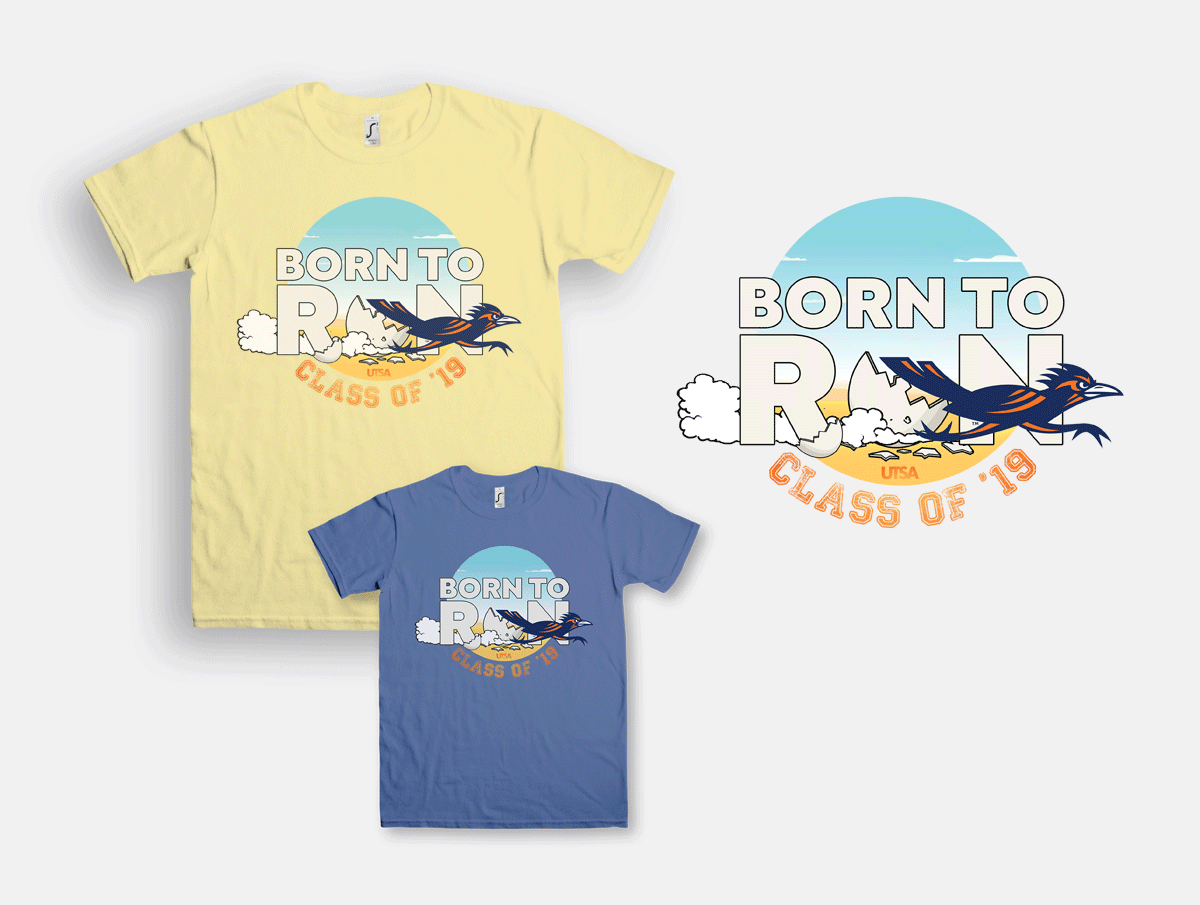 BORN TO
RUN
UTSA
CLASS OF '19
BORN TO
RUN
TM
UTSA
CLASS OF '19
BORN TO
RUN
UTSA
CLASS OF '19